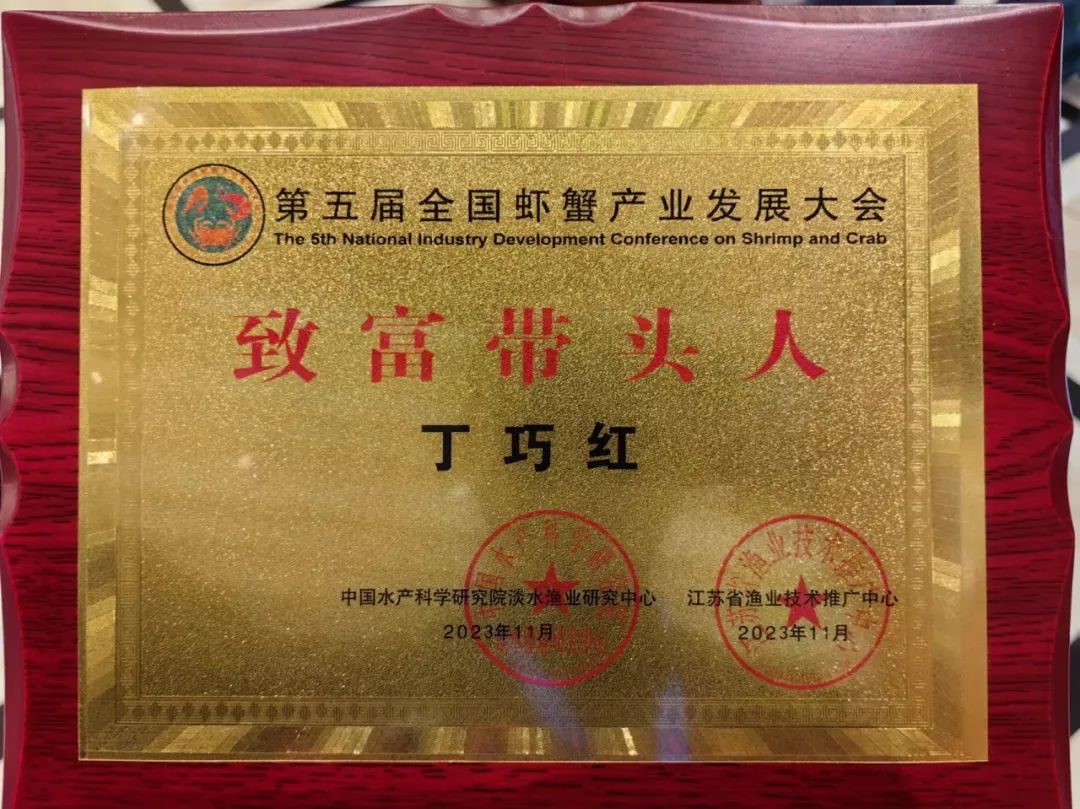 第五届全国虾蟹产业发展大会
The 5th National Industry Development Conference on Shrimp and Crab
致富带头人
丁巧红
中国水产科学研究院淡水渔业研究中心 江苏省渔业技术推广中心
2023年11月 2023年11月